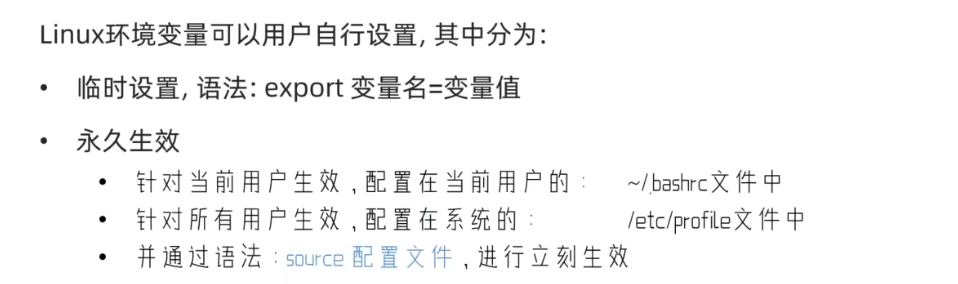 Linux环境变量可以用户自行设置, 其中分为:
• 临时设置, 语法: export 变量名=变量值
• 永久生效
• 针对当前用户生效,配置在当前用户的: ~/.bashrc文件中
• 针对所有用户生效,配置在系统的: /etc/profile文件中
• 并通过语法:source 配置文件,进行立刻生效